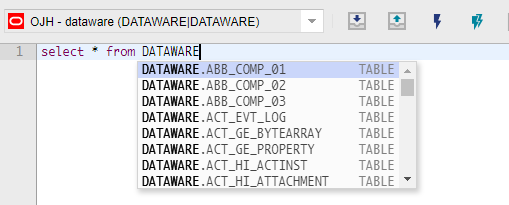 OJH - dataware (DATAWARE|DATAWARE)
1 select * from DATAWARE
DATAWARE.ABB_COMP_01 TABLE
DATAWARE.ABB_COMP_02 TABLE
DATAWARE.ABB_COMP_03 TABLE
DATAWARE.ACT_EVT_LOG TABLE
DATAWARE.ACT_GE_BYTEARRAY TABLE
DATAWARE.ACT_GE_PROPERTY TABLE
DATAWARE.ACT_HI_ACTINST TABLE
DATAWARE.ACT_HI_ATTACHMENT TABLE